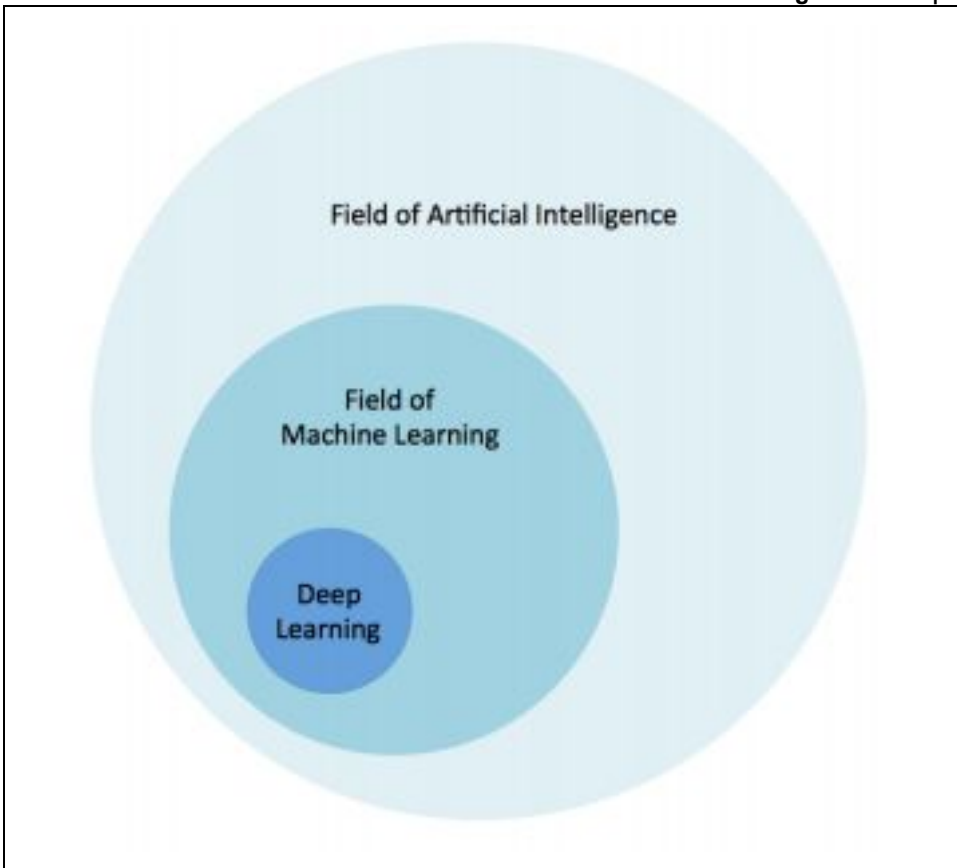 Field of Artificial Intelligence
Field of
Machine Learning
Deep
Learning